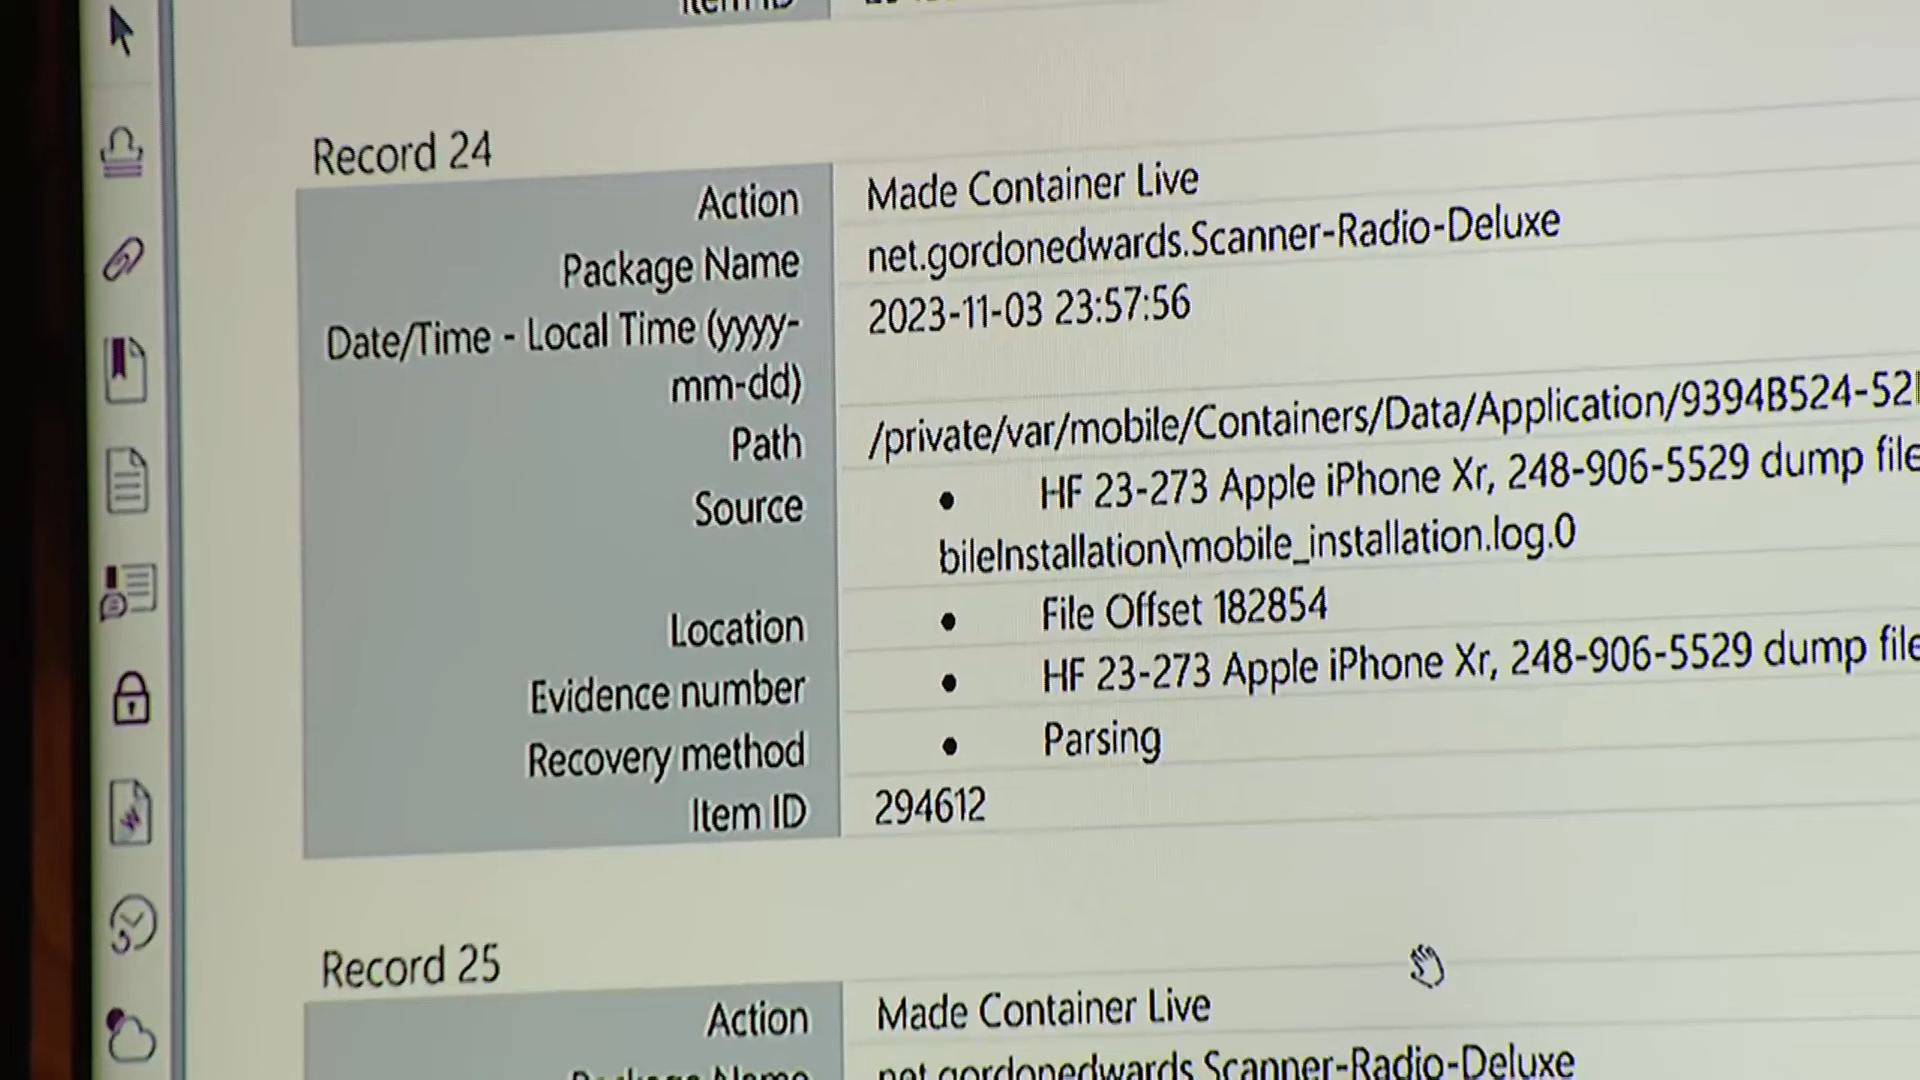 Item ID
Record 24
Action Made Container Live
Package Name net.gordonedwards.Scanner-Radio-Deluxe
Date/Time - Local Time (yyyy- 2023-11-03 23:57:56
mm-dd)
Path /private/var/mobile/Containers/Data/Application/9394B524-52
Source • HF 23-273 Apple iPhone Xr, 248-906-5529 dump file
bileInstallation\mobile_installation.log.0
Location • File Offset 182854
Evidence number • HF 23-273 Apple iPhone Xr, 248-906-5529 dump file
Recovery method • Parsing
Item ID 294612
Record 25
Action Made Container Live
Package Name net.gordonedwards.Scanner-Radio-Deluxe